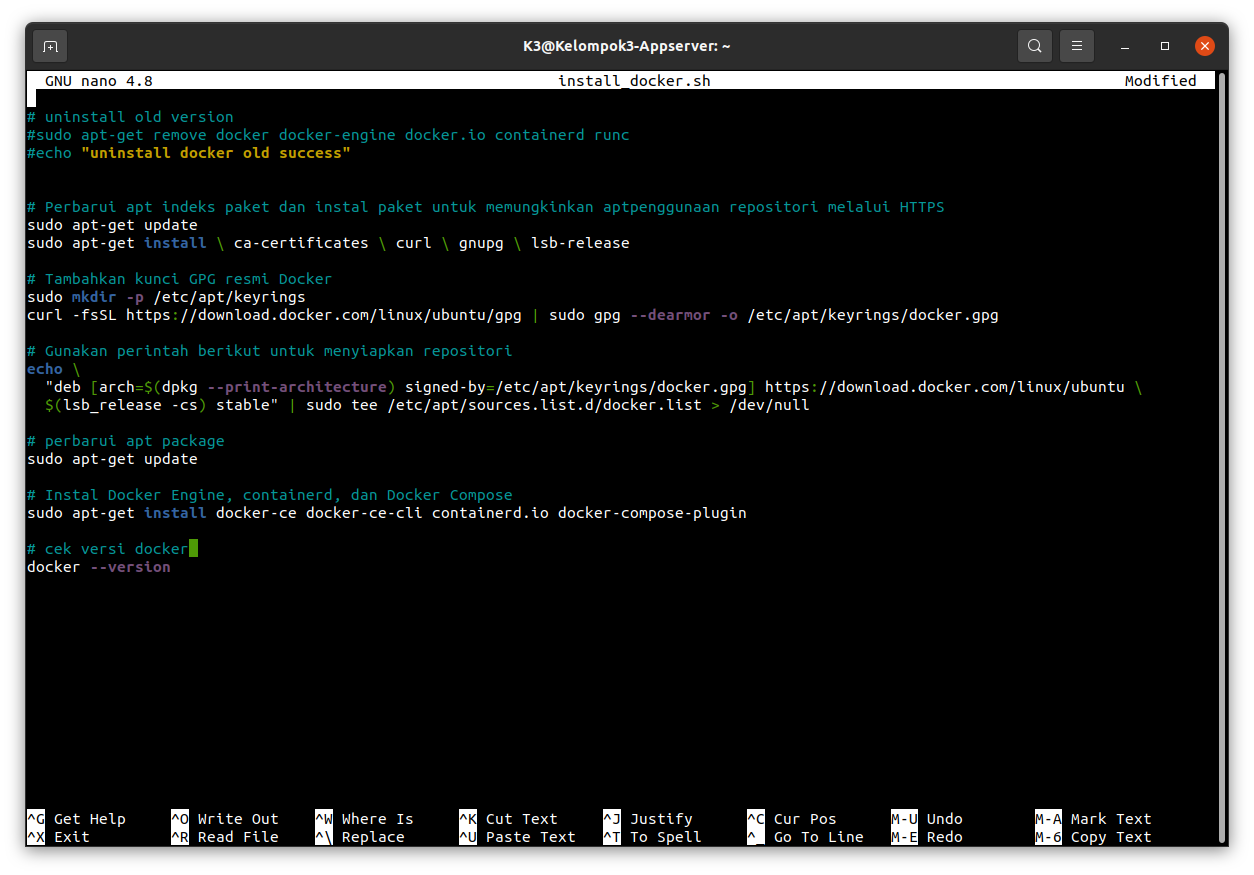 K3@Kelompok3-Appserver: ~
GNU nano 4.8 install_docker.sh Modified
# uninstall old version
#sudo apt-get remove docker docker-engine docker.io containerd runc
#echo "uninstall docker old success"
# Perbarui apt indeks paket dan instal paket untuk memungkinkan aptpenggunaan repositori melalui HTTPS
sudo apt-get update
sudo apt-get install \ ca-certificates \ curl \ gnupg \ lsb-release
# Tambahkan kunci GPG resmi Docker
sudo mkdir -p /etc/apt/keyrings
curl -fsSL https://download.docker.com/linux/ubuntu/gpg | sudo gpg --dearmor -o /etc/apt/keyrings/docker.gpg
# Gunakan perintah berikut untuk menyiapkan repositori
echo \
"deb [arch=$(dpkg --print-architecture) signed-by=/etc/apt/keyrings/docker.gpg] https://download.docker.com/linux/ubuntu \
$(lsb_release -cs) stable" | sudo tee /etc/apt/sources.list.d/docker.list > /dev/null
# perbarui apt package
sudo apt-get update
# Instal Docker Engine, containerd, dan Docker Compose
sudo apt-get install docker-ce docker-ce-cli containerd.io docker-compose-plugin
# cek versi docker
docker --version
^G Get Help ^O Write Out ^W Where Is ^K Cut Text ^J Justify ^C Cur Pos M-U Undo M-A Mark Text
^X Exit ^R Read File ^\ Replace ^U Paste Text ^T To Spell ^_ Go To Line M-E Redo M-6 Copy Text